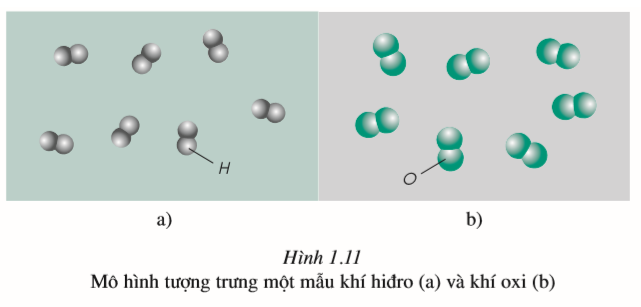 H
O
a)
b)
Hình 1.11
Mô hình tượng trưng một mẫu khí hiđro (a) và khí oxi (b)